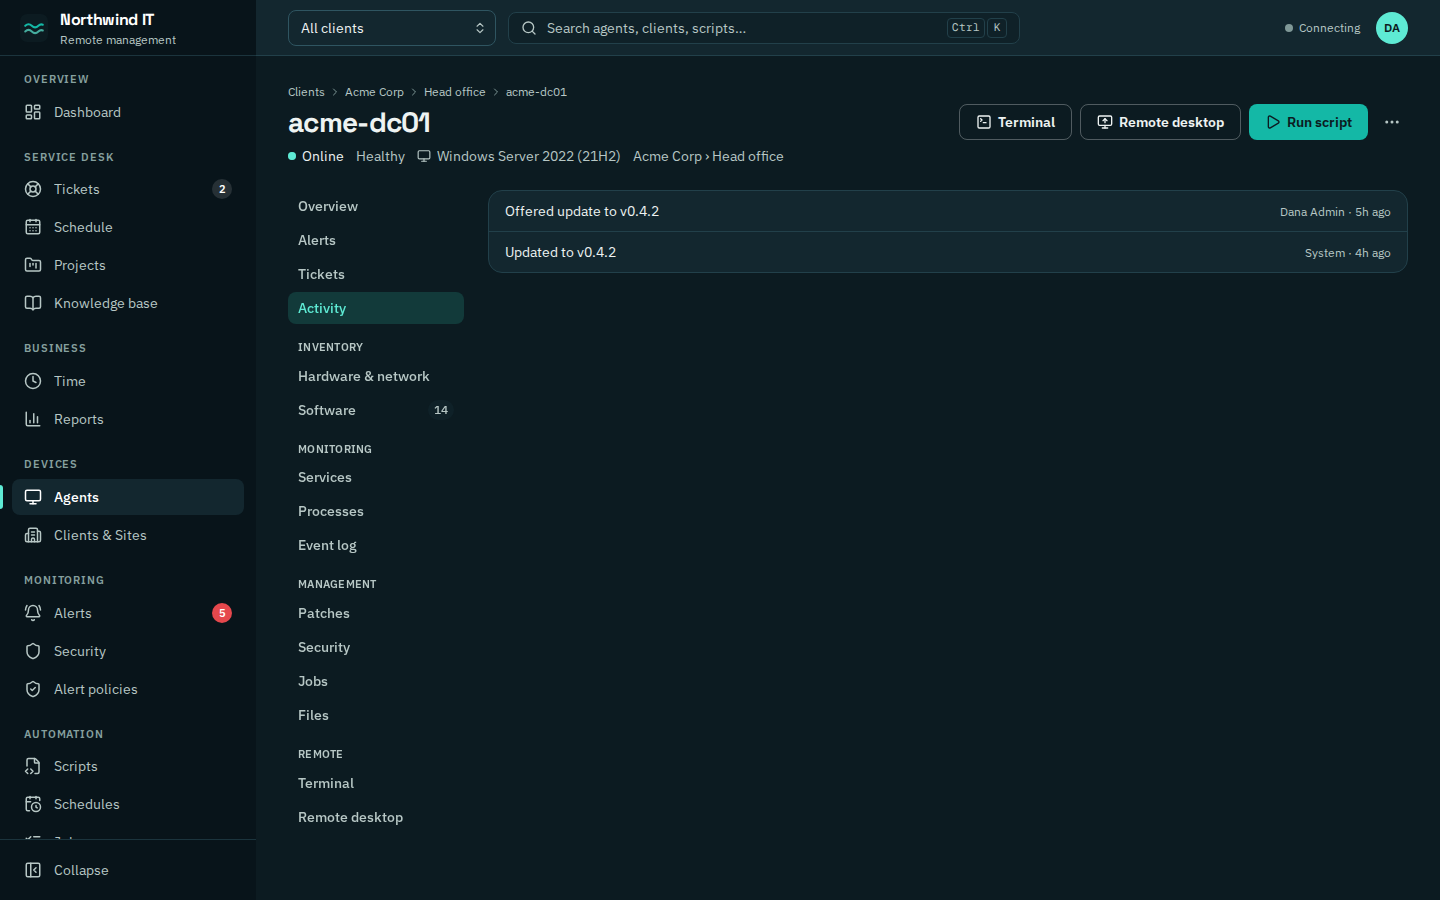 Northwind IT
Remote management
All clients
Search agents, clients, scripts...
Ctrl K
Connecting
DA
OVERVIEW
Dashboard
SERVICE DESK
Tickets 2
Schedule
Projects
Knowledge base
BUSINESS
Time
Reports
DEVICES
Agents
Clients & Sites
MONITORING
Alerts 5
Security
Alert policies
AUTOMATION
Scripts
Schedules
Collapse
Clients > Acme Corp > Head office > acme-dc01
acme-dc01
Terminal
Remote desktop
Run script
Online Healthy Windows Server 2022 (21H2) Acme Corp › Head office
Overview
Alerts
Tickets
Activity
INVENTORY
Hardware & network
Software 14
MONITORING
Services
Processes
Event log
MANAGEMENT
Patches
Security
Jobs
Files
REMOTE
Terminal
Remote desktop
Offered update to v0.4.2 Dana Admin · 5h ago
Updated to v0.4.2 System · 4h ago